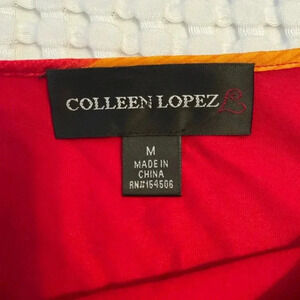 COLLEEN LOPEZ
M
MADE IN
CHINA
RN#154506